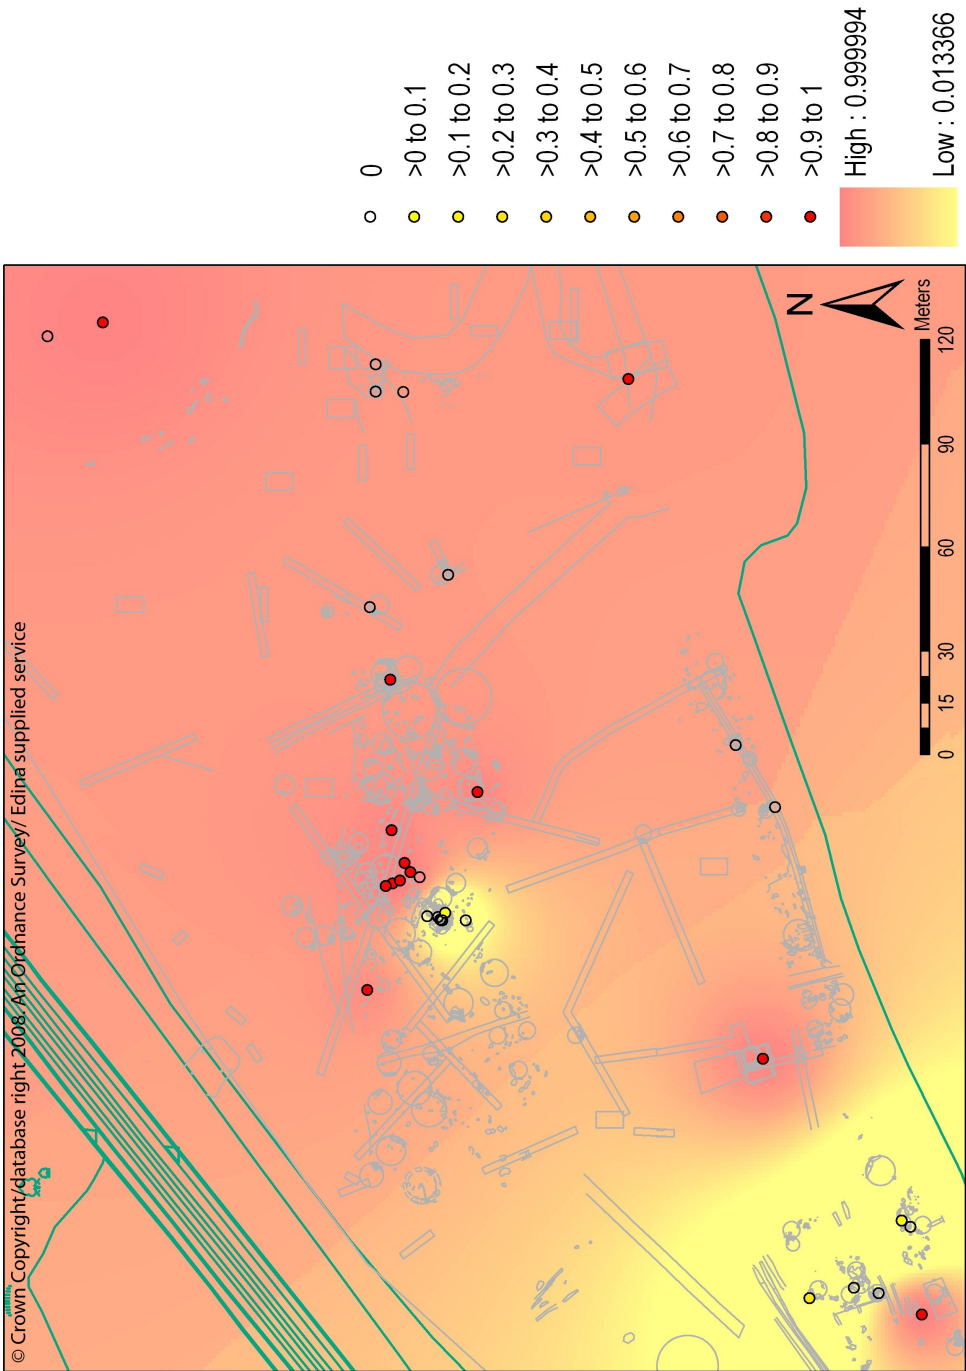 © Crown Copyright/database right 2008. An Ordnance Survey/ Edina supplied service
0
>0 to 0.1
>0.1 to 0.2
>0.2 to 0.3
>0.3 to 0.4
>0.4 to 0.5
>0.5 to 0.6
>0.6 to 0.7
>0.7 to 0.8
>0.8 to 0.9
>0.9 to 1
High : 0.999994
Low : 0.013366
N
Meters
0 15 30 60 90 120